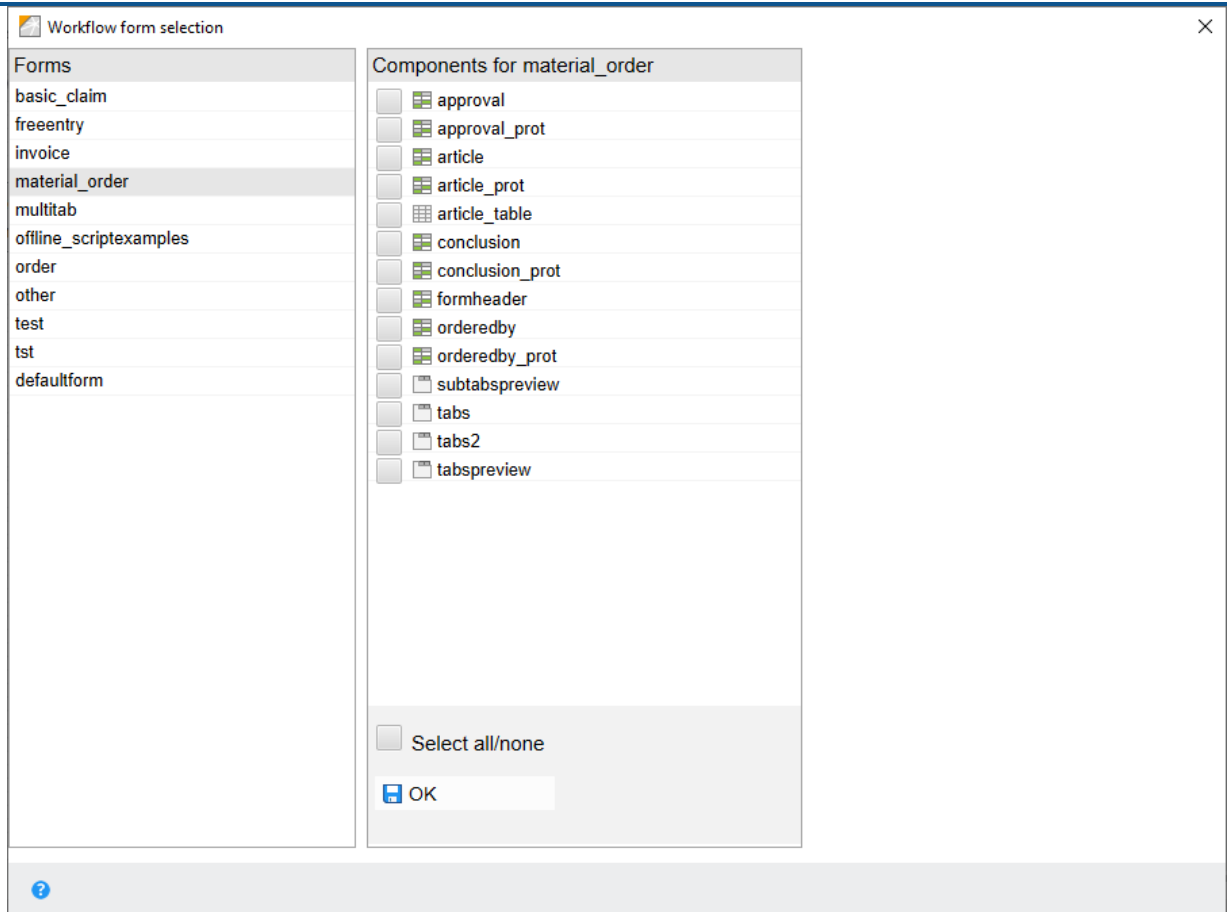 Workflow form selection
Forms
basic_claim
freeentry
invoice
material_order
multitab
offline_scriptexamples
order
other
test
tst
defaultform
Components for material_order
approval
approval_prot
article
article_prot
article_table
conclusion
conclusion_prot
formheader
orderedby
orderedby_prot
subtabspreview
tabs
tabs2
tabspreview
Select all/none
OK
?